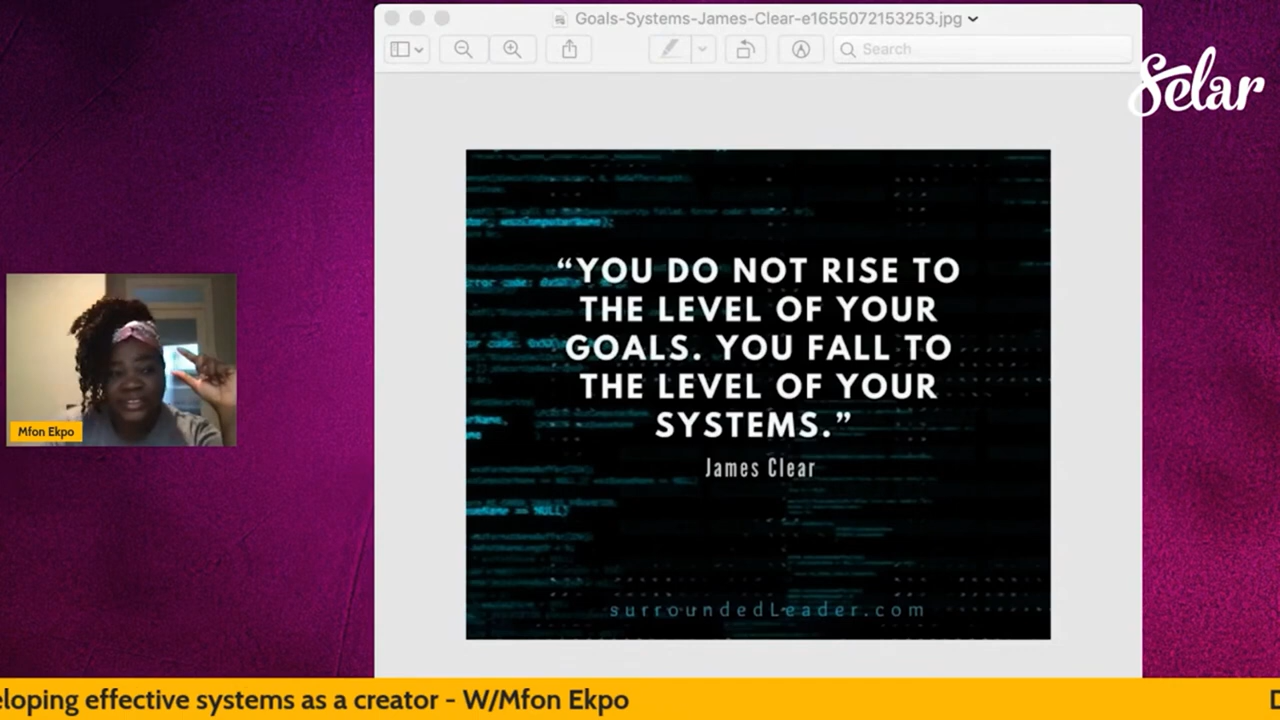 Goals-Systems-James-Clear-e1655072153253.jpg
Search
Selar
“YOU DO NOT RISE TO
THE LEVEL OF YOUR
GOALS. YOU FALL TO
THE LEVEL OF YOUR
SYSTEMS.”
James Clear
surroundedLeader.com
Mfon Ekpo
eloping effective systems as a creator - W/Mfon Ekpo